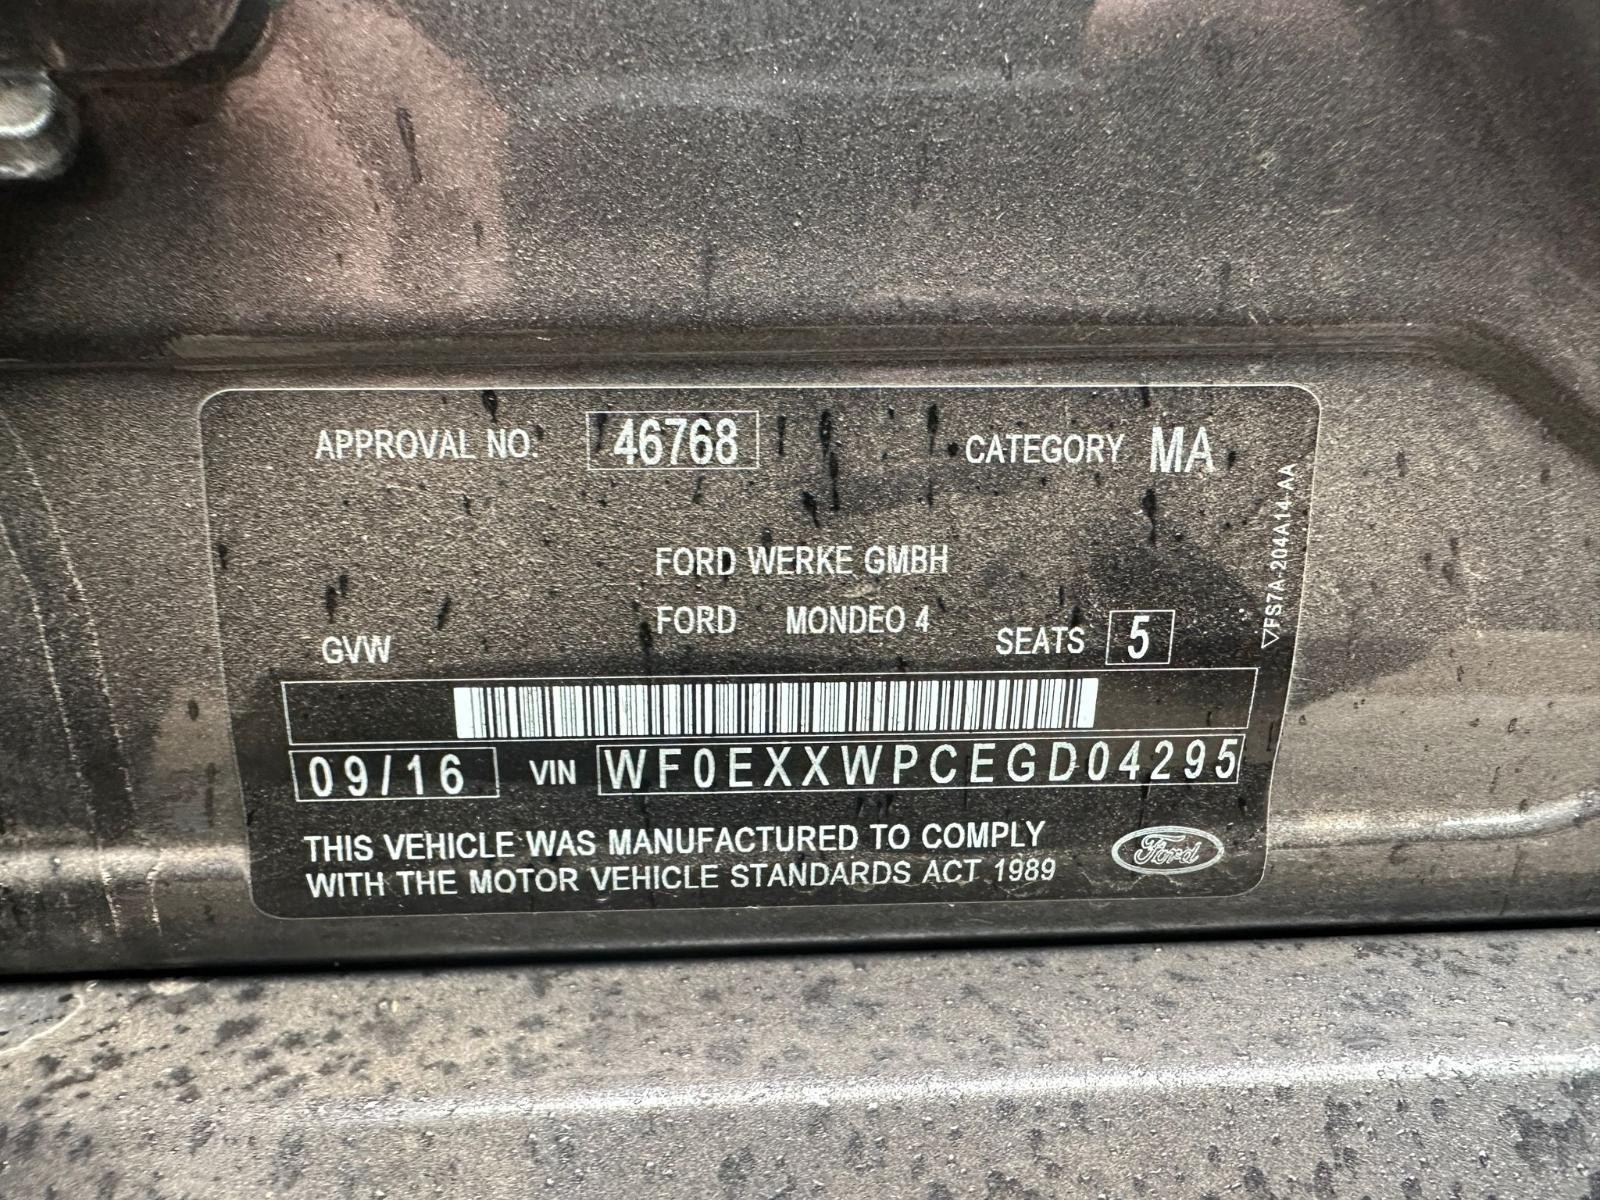 APPROVAL NO. 46768 CATEGORY MA
FORD WERKE GMBH
FORD MONDEO 4
GVW SEATS 5
09/16 VIN WF0EXXWPCEGD04295
THIS VEHICLE WAS MANUFACTURED TO COMPLY
WITH THE MOTOR VEHICLE STANDARDS ACT 1989
Ford
▽FS7A-204A14-AA